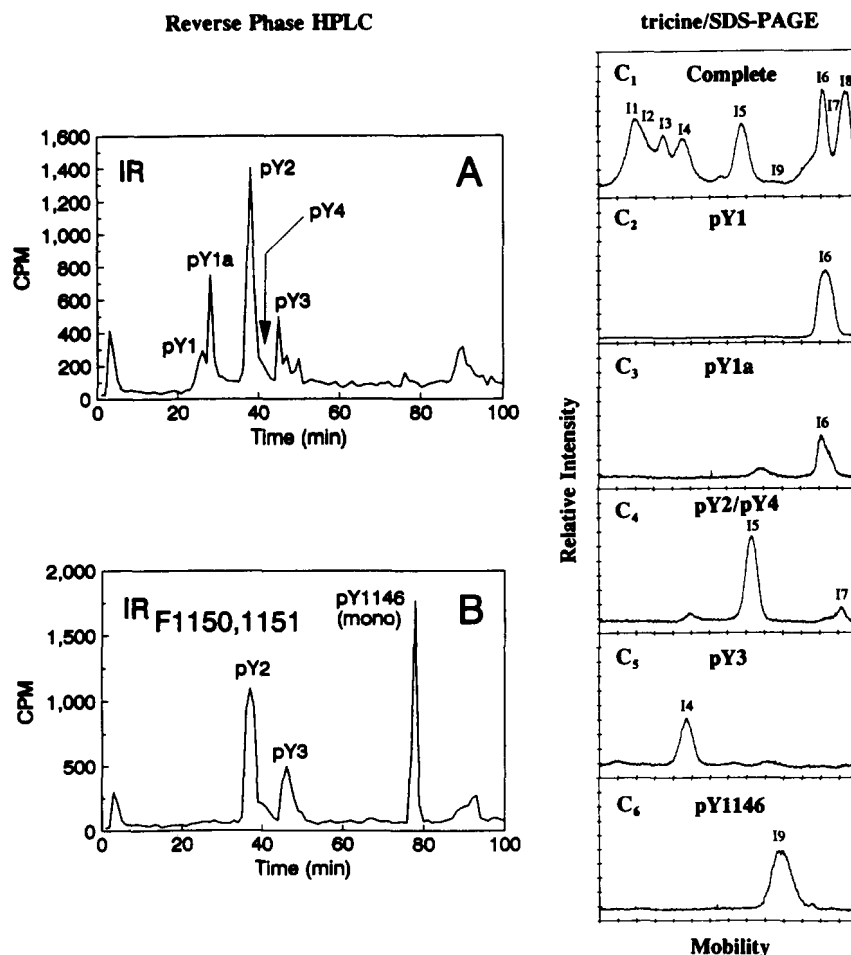 Reverse Phase HPLC
IR
A
1,600
1,400
1,200
1,000
800
600
400
200
0
CPM
pY1
pY1a
pY2
pY4
pY3
0 20 40 60 80 100
Time (min)
IR F1150,1151
B
2,000
1,500
1,000
500
0
CPM
pY2
pY3
pY1146
(mono)
0 20 40 60 80 100
Time (min)
tricine/SDS-PAGE
Relative Intensity
C1 Complete
I1 I2 I3 I4 I5 I9 I6 I7 I8
C2 pY1
I6
C3 pY1a
I6
C4 pY2/pY4
I5
I7
C5 pY3
I4
C6 pY1146
I9
Mobility